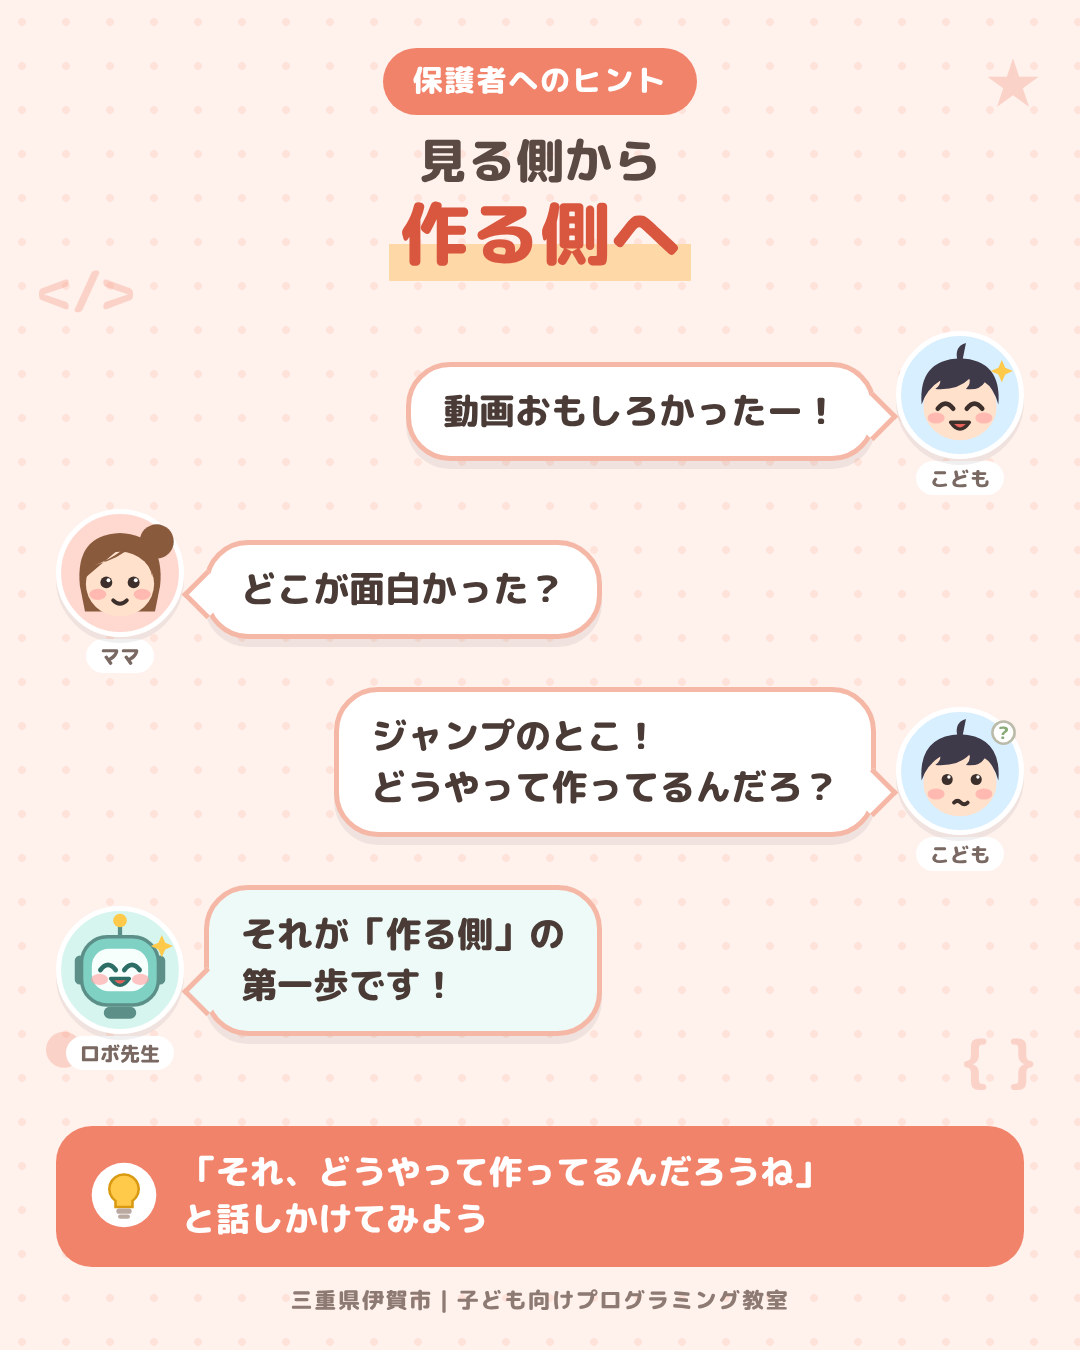 保護者へのヒント
見る側から
作る側へ
</>
動画おもしろかったー！
こども
どこが面白かった？
ママ
ジャンプのとこ！
どうやって作ってるんだろ？
?
こども
それが「作る側」の
第一歩です！
ロボ先生
{ }
「それ、どうやって作ってるんだろうね」
と話しかけてみよう
三重県伊賀市｜子ども向けプログラミング教室